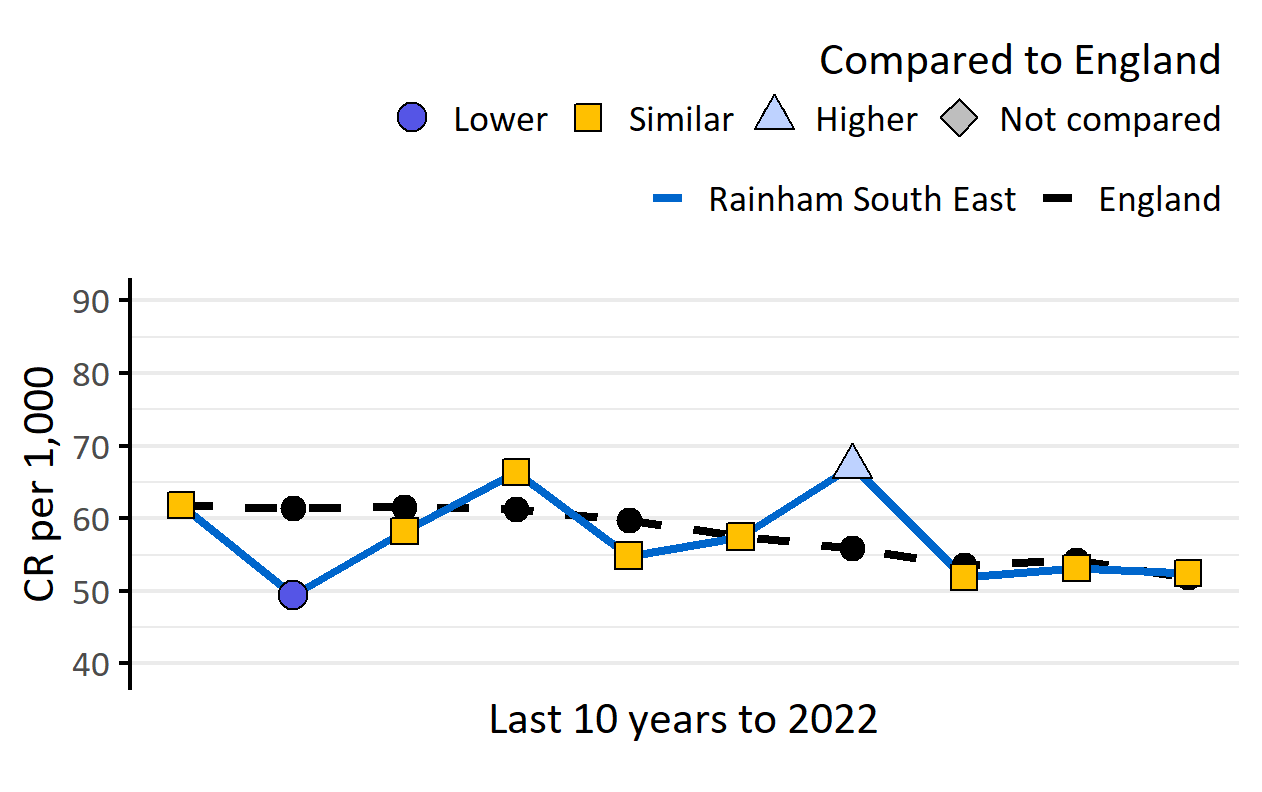 Compared to England
Lower Similar Higher Not compared
Rainham South East England
90
80
70
60
50
40
CR per 1,000
Last 10 years to 2022